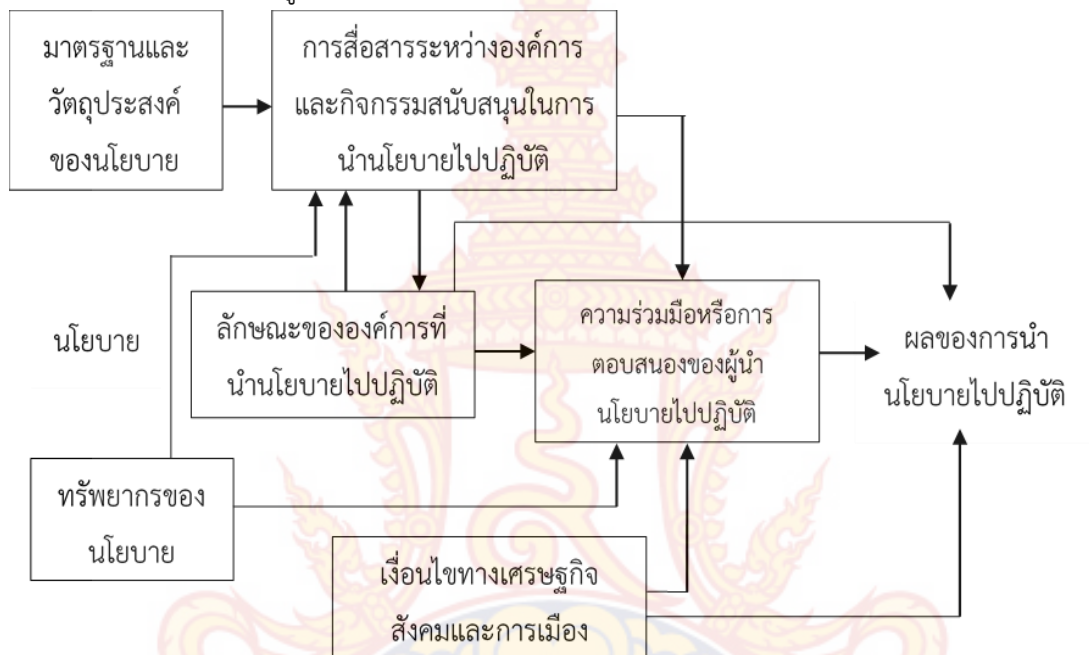 มาตรฐานและ
วัตถุประสงค์
ของนโยบาย
การสื่อสารระหว่างองค์การ
และกิจกรรมสนับสนุนในการ
นำนโยบายไปปฏิบัติ
นโยบาย
ลักษณะขององค์การที่
นำนโยบายไปปฏิบัติ
ความร่วมมือหรือการ
ตอบสนองของผู้นำ
นโยบายไปปฏิบัติ
ผลของการนำ
นโยบายไปปฏิบัติ
ทรัพยากรของ
นโยบาย
เงื่อนไขทางเศรษฐกิจ
สังคมและการเมือง